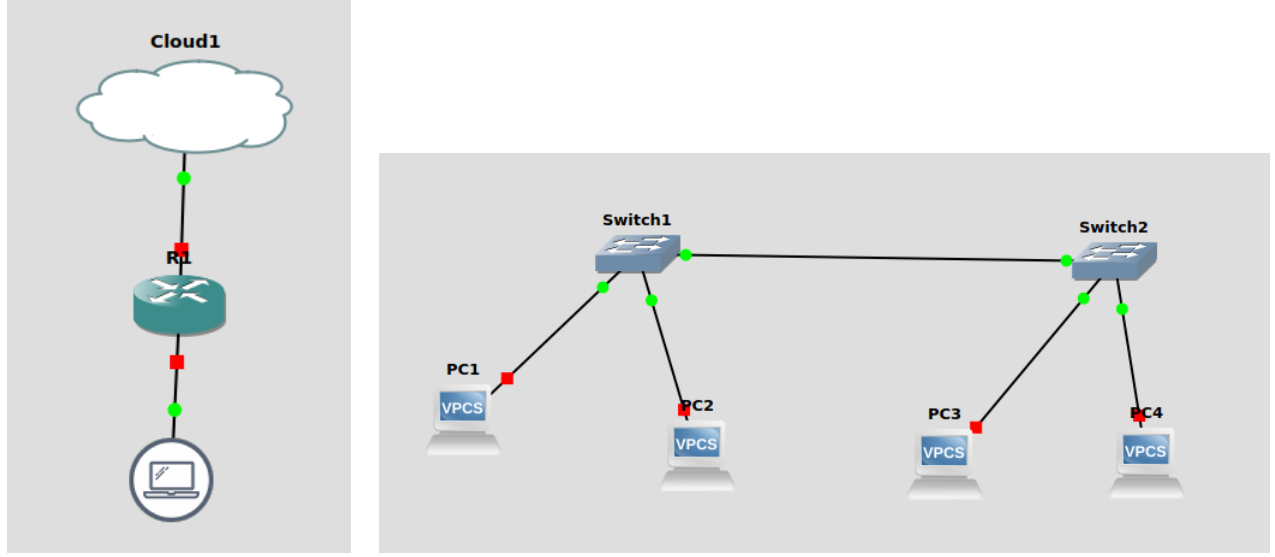 Cloud1
R1
Switch1
Switch2
PC1
VPCS
PC2
VPCS
PC3
VPCS
PC4
VPCS